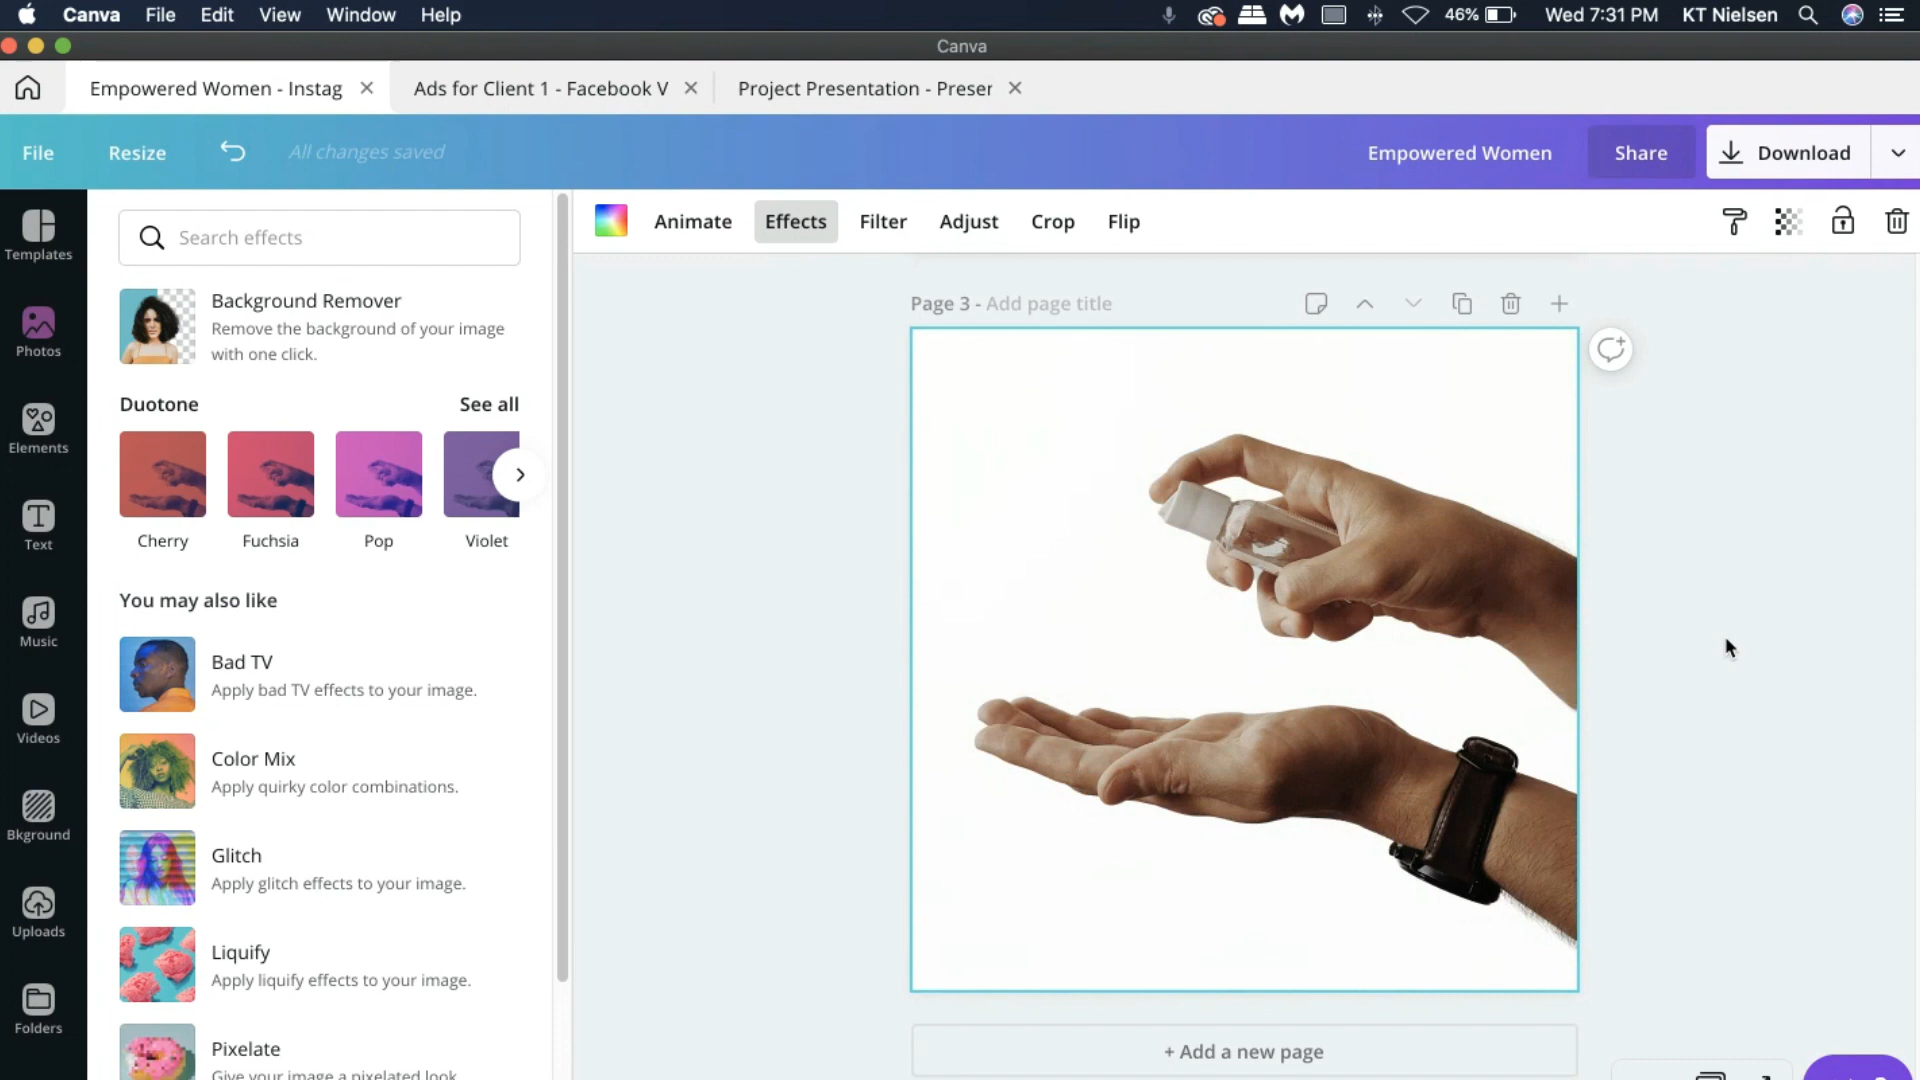 Canva File Edit View Window Help 46% Wed 7:31 PM KT Nielsen
Canva
Empowered Women - Instag Ads for Client 1 - Facebook V Project Presentation - Preser
File Resize All changes saved Empowered Women Share Download
Templates
Photos
Elements
Text
Music
Videos
Bkground
Uploads
Folders
Search effects
Background Remover
Remove the background of your image
with one click.
Duotone See all
Cherry Fuchsia Pop Violet
You may also like
Bad TV
Apply bad TV effects to your image.
Color Mix
Apply quirky color combinations.
Glitch
Apply glitch effects to your image.
Liquify
Apply liquify effects to your image.
Pixelate
Give your image a pixelated look
Animate Effects Filter Adjust Crop Flip
Page 3 - Add page title
+ Add a new page